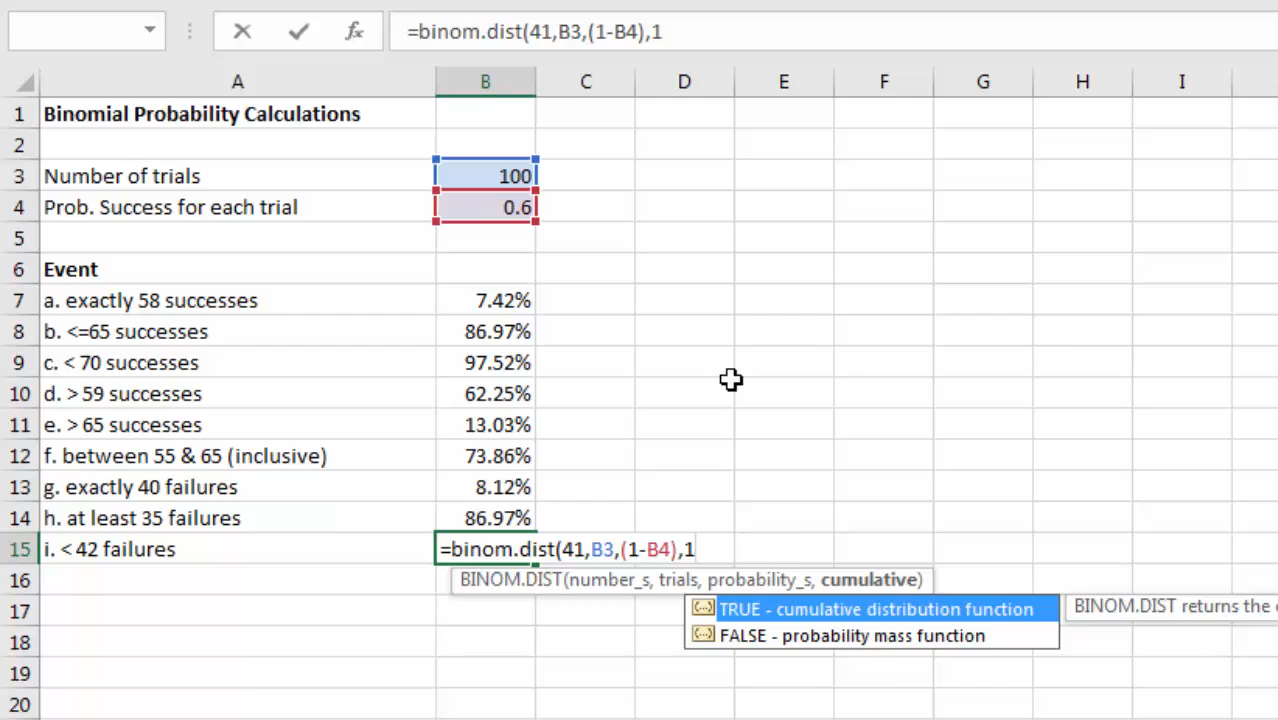 =binom.dist(41,B3,(1-B4),1
A B C D E F G H I
1 Binomial Probability Calculations
2
3 Number of trials 100
4 Prob. Success for each trial 0.6
5
6 Event
7 a. exactly 58 successes 7.42%
8 b. <=65 successes 86.97%
9 c. < 70 successes 97.52%
10 d. > 59 successes 62.25%
11 e. > 65 successes 13.03%
12 f. between 55 & 65 (inclusive) 73.86%
13 g. exactly 40 failures 8.12%
14 h. at least 35 failures 86.97%
15 i. < 42 failures =binom.dist(41,B3,(1-B4),1
16 BINOM.DIST(number_s, trials, probability_s, cumulative)
17 TRUE - cumulative distribution function BINOM.DIST returns the
18 FALSE - probability mass function
19
20